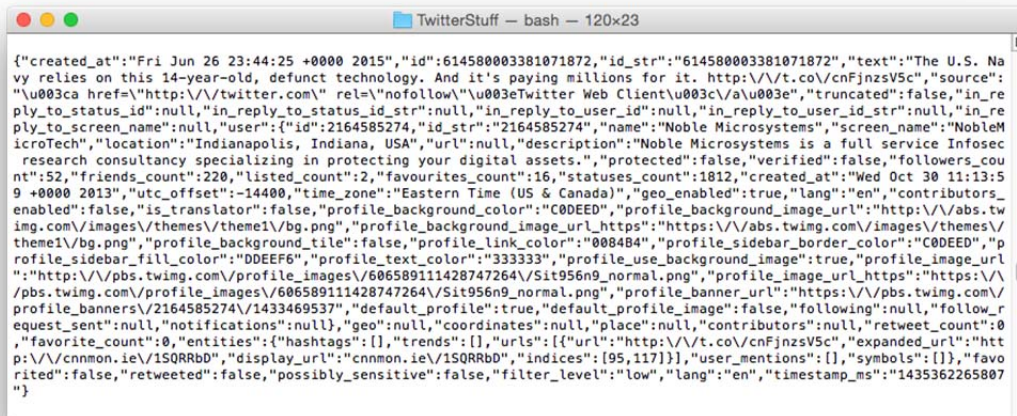 TwitterStuff — bash — 120×23
{"created_at":"Fri Jun 26 23:44:25 +0000 2015","id":614580003381071872,"id_str":"614580003381071872","text":"The U.S. Na
vy relies on this 14-year-old, defunct technology. And it's paying millions for it. http:\/\/t.co\/cnFjnzsV5c","source":
"\u003ca href=\"http:\/\/twitter.com\" rel=\"nofollow\"\u003eTwitter Web Client\u003c\/a\u003e","truncated":false,"in_re
ply_to_status_id":null,"in_reply_to_status_id_str":null,"in_reply_to_user_id":null,"in_reply_to_user_id_str":null,"in_re
ply_to_screen_name":null,"user":{"id":2164585274,"id_str":"2164585274","name":"Noble Microsystems","screen_name":"NobleM
icroTech","location":"Indianapolis, Indiana, USA","url":null,"description":"Noble Microsystems is a full service Infosec
 research consultancy specializing in protecting your digital assets.","protected":false,"verified":false,"followers_cou
nt":52,"friends_count":220,"listed_count":2,"favourites_count":16,"statuses_count":1812,"created_at":"Wed Oct 30 11:13:5
9 +0000 2013","utc_offset":-14400,"time_zone":"Eastern Time (US & Canada)","geo_enabled":true,"lang":"en","contributors_
enabled":false,"is_translator":false,"profile_background_color":"C0DEED","profile_background_image_url":"http:\/\/abs.tw
img.com\/images\/themes\/theme1\/bg.png","profile_background_image_url_https":"https:\/\/abs.twimg.com\/images\/themes\/
theme1\/bg.png","profile_background_tile":false,"profile_link_color":"0084B4","profile_sidebar_border_color":"C0DEED","p
rofile_sidebar_fill_color":"DDEEF6","profile_text_color":"333333","profile_use_background_image":true,"profile_image_url
":"http:\/\/pbs.twimg.com\/profile_images\/606589111428747264\/Sit956n9_normal.png","profile_image_url_https":"https:\/\
/pbs.twimg.com\/profile_images\/606589111428747264\/Sit956n9_normal.png","profile_banner_url":"https:\/\/pbs.twimg.com\/
profile_banners\/2164585274\/1433469537","default_profile":true,"default_profile_image":false,"following":null,"follow_r
equest_sent":null,"notifications":null},"geo":null,"coordinates":null,"place":null,"contributors":null,"retweet_count":0
,"favorite_count":0,"entities":{"hashtags":[],"trends":[],"urls":[{"url":"http:\/\/t.co\/cnFjnzsV5c","expanded_url":"htt
p:\/\/cnnmon.ie\/1SQRRbD","display_url":"cnnmon.ie\/1SQRRbD","indices":[95,117]}],"user_mentions":[],"symbols":[]},"favo
rited":false,"retweeted":false,"possibly_sensitive":false,"filter_level":"low","lang":"en","timestamp_ms":"1435362265807
"}